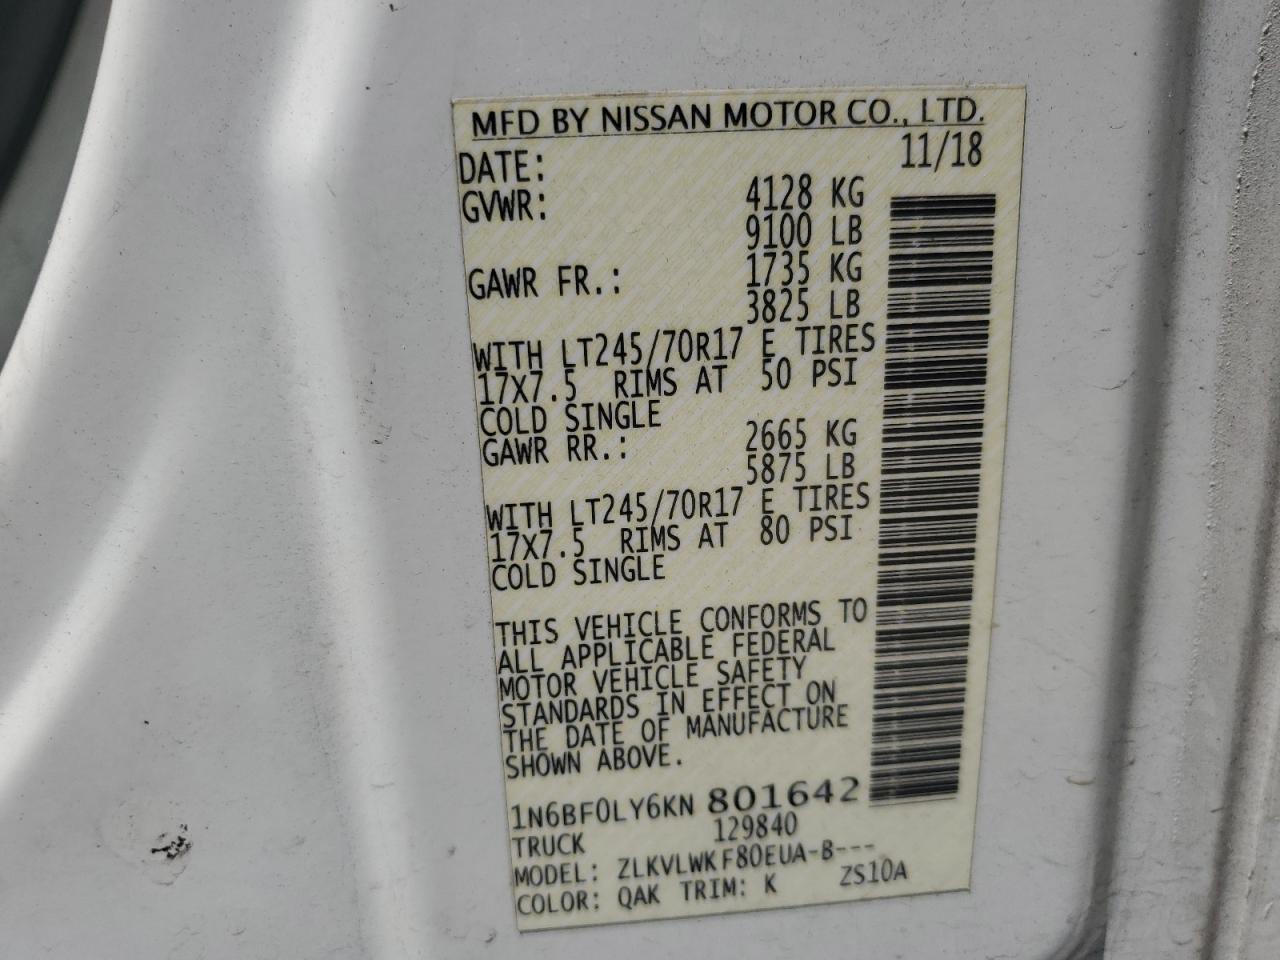 MFD BY NISSAN MOTOR CO., LTD.
DATE: 11/18
GVWR: 4128 KG
9100 LB
GAWR FR.: 1735 KG
3825 LB
WITH LT245/70R17 E TIRES
17X7.5 RIMS AT 50 PSI
COLD SINGLE
GAWR RR.: 2665 KG
5875 LB
WITH LT245/70R17 E TIRES
17X7.5 RIMS AT 80 PSI
COLD SINGLE
THIS VEHICLE CONFORMS TO
ALL APPLICABLE FEDERAL
MOTOR VEHICLE SAFETY
STANDARDS IN EFFECT ON
THE DATE OF MANUFACTURE
SHOWN ABOVE.
1N6BF0LY6KN 801642
TRUCK 129840
MODEL: ZLKVLWKF80EUA-B---
COLOR: QAK TRIM: K ZS10A